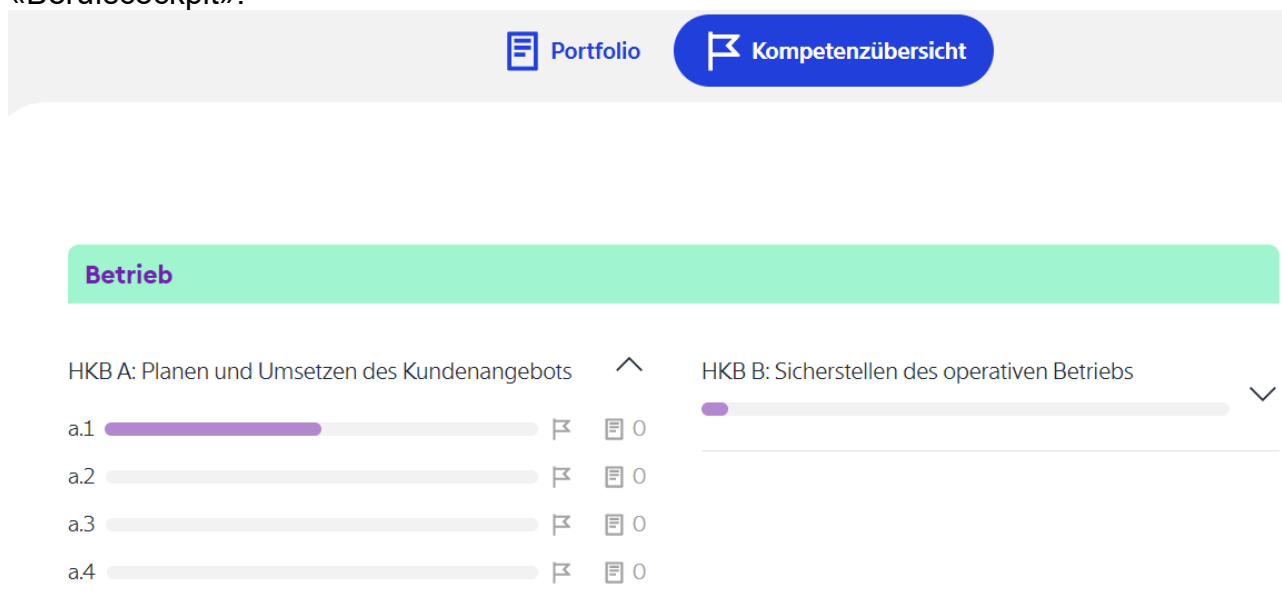 «Berufscockpit».
Portfolio
Kompetenzübersicht
Betrieb
HKB A: Planen und Umsetzen des Kundenangebots
a.1 0
a.2 0
a.3 0
a.4 0
HKB B: Sicherstellen des operativen Betriebs